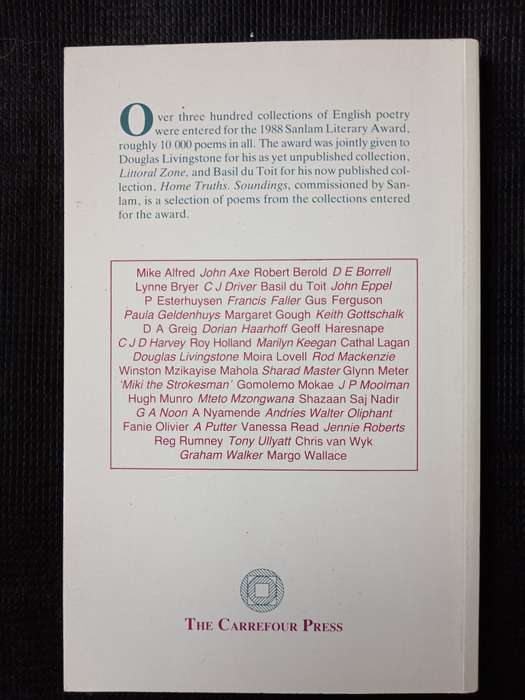 Over three hundred collections of English poetry
were entered for the 1988 Sanlam Literary Award,
roughly 10 000 poems in all. The award was jointly given to
Douglas Livingstone for his as yet unpublished collection,
Littoral Zone, and Basil du Toit for his now published col-
lection, Home Truths. Soundings, commissioned by San-
lam, is a selection of poems from the collections entered
for the award.
Mike Alfred John Axe Robert Berold D E Borrell
Lynne Bryer C J Driver Basil du Toit John Eppel
P Esterhuysen Francis Faller Gus Ferguson
Paula Geldenhuys Margaret Gough Keith Gottschalk
D A Greig Dorian Haarhoff Geoff Haresnape
C J D Harvey Roy Holland Marilyn Keegan Cathal Lagan
Douglas Livingstone Moira Lovell Rod Mackenzie
Winston Mzikayise Mahola Sharad Master Glynn Meter
'Miki the Strokesman' Gomolemo Mokae J P Moolman
Hugh Munro Mteto Mzongwana Shazaan Saj Nadir
G A Noon A Nyamende Andries Walter Oliphant
Fanie Olivier A Putter Vanessa Read Jennie Roberts
Reg Rumney Tony Ullyatt Chris van Wyk
Graham Walker Margo Wallace
THE CARREFOUR PRESS